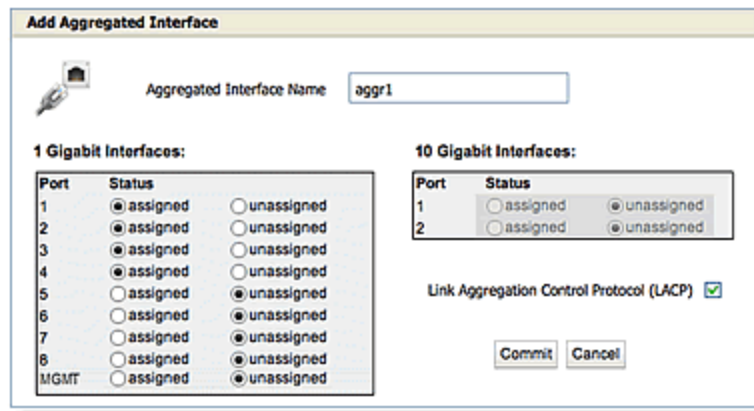 Add Aggregated Interface
Aggregated Interface Name aggr1
1 Gigabit Interfaces:
Port Status
1 assigned unassigned
2 assigned unassigned
3 assigned unassigned
4 assigned unassigned
5 assigned unassigned
6 assigned unassigned
7 assigned unassigned
8 assigned unassigned
MGMT assigned unassigned
10 Gigabit Interfaces:
Port Status
1 assigned unassigned
2 assigned unassigned
Link Aggregation Control Protocol (LACP)
Commit Cancel